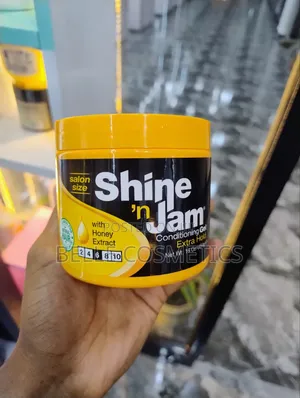 salon
size
Shine
'n
Jam®
with
Honey
Extract
Conditioning Gel
Extra Hold
2 4 6 8 10